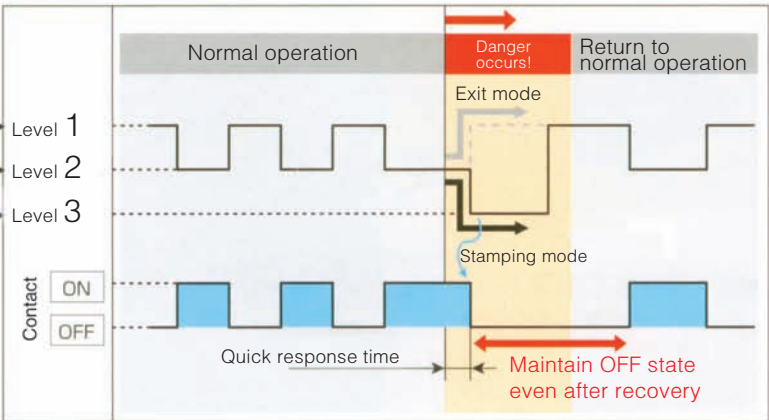 Normal operation
Danger
occurs!
Return to
normal operation
Exit mode
Level 1
Level 2
Level 3
Stamping mode
Contact
ON
OFF
Quick response time
Maintain OFF state
even after recovery